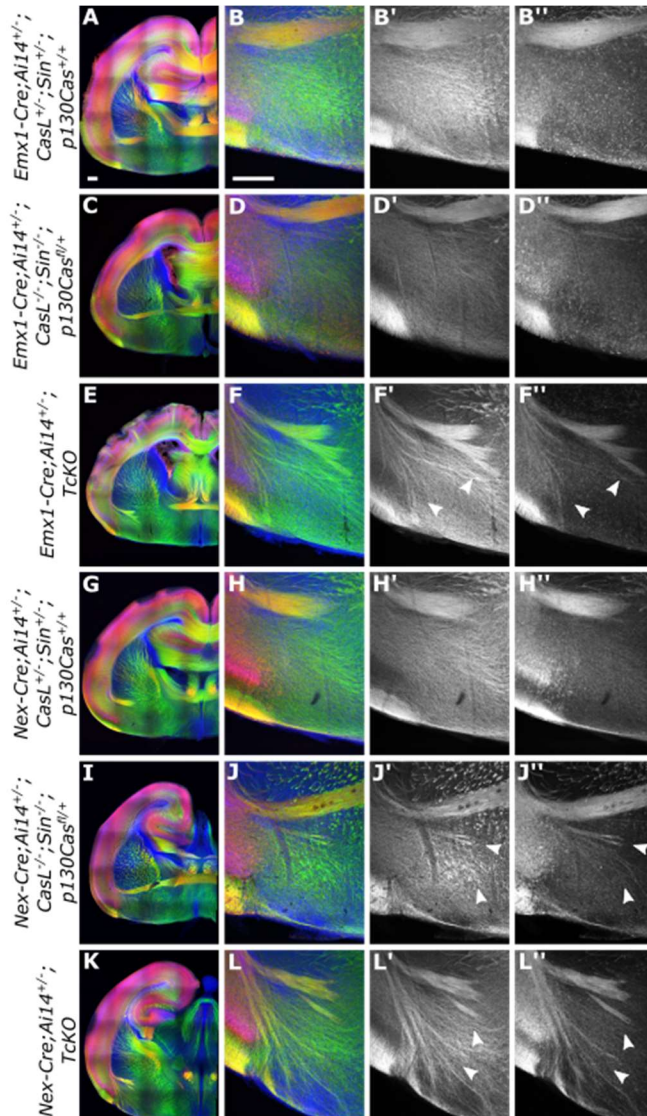 Emx1-Cre;Ai14+/-;
CasL+/-;Sin+/-;
p130Cas+/+
A
B
B'
B''
Emx1-Cre;Ai14+/-;
CasL-/-;Sin-/-;
p130Casfl/+
C
D
D'
D''
Emx1-Cre;Ai14+/-;
TcKO
E
F
F'
F''
Nex-Cre;Ai14+/-;
CasL+/-;Sin+/-;
p130Cas+/+
G
H
H'
H''
Nex-Cre;Ai14+/-;
CasL-/-;Sin-/-;
p130Casfl/+
I
J
J'
J''
Nex-Cre;Ai14+/-;
TcKO
K
L
L'
L''